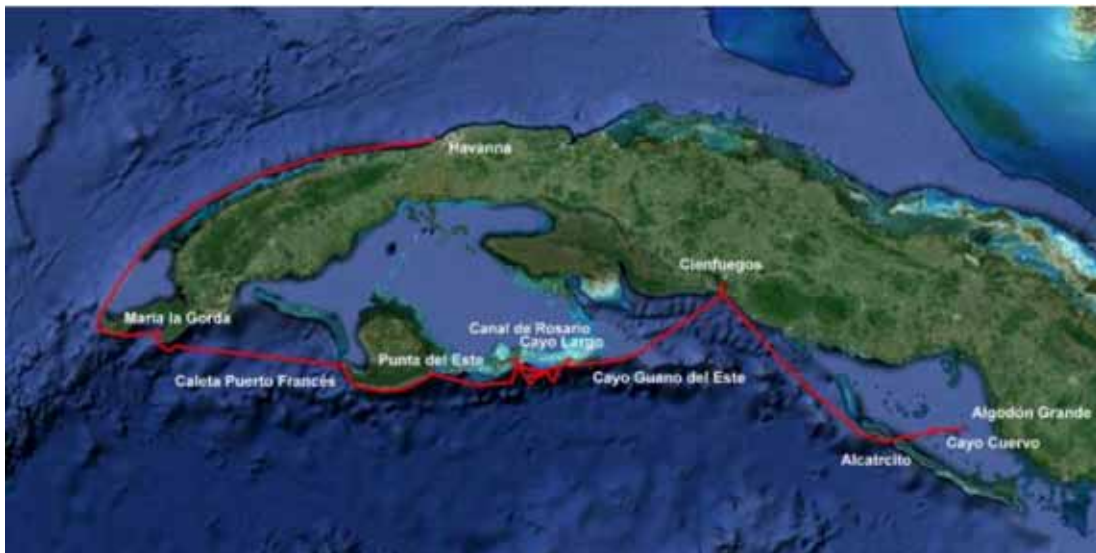 Havanna
Cienfuegos
Maria la Gorda
Canal de Rosario
Cayo Largo
Punta del Este
Caleta Puerto Francés
Cayo Guano del Este
Algodón Grande
Cayo Cuervo
Alcatrcito